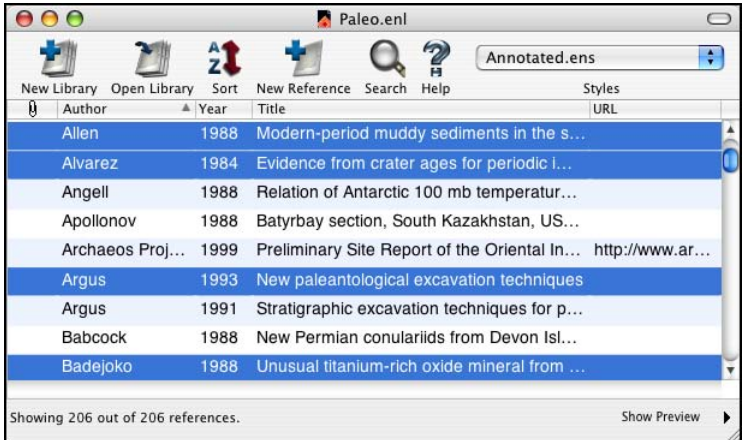 Paleo.enl
New Library Open Library Sort New Reference Search Help Annotated.ens Styles
Author Year Title URL
Allen 1988 Modern-period muddy sediments in the s...
Alvarez 1984 Evidence from crater ages for periodic i...
Angell 1988 Relation of Antarctic 100 mb temperatur...
Apollonov 1988 Batyrbay section, South Kazakhstan, US...
Archaeos Proj... 1999 Preliminary Site Report of the Oriental In... http://www.ar...
Argus 1993 New paleantological excavation techniques
Argus 1991 Stratigraphic excavation techniques for p...
Babcock 1988 New Permian conulariids from Devon Isl...
Badejoko 1988 Unusual titanium-rich oxide mineral from ...
Showing 206 out of 206 references. Show Preview